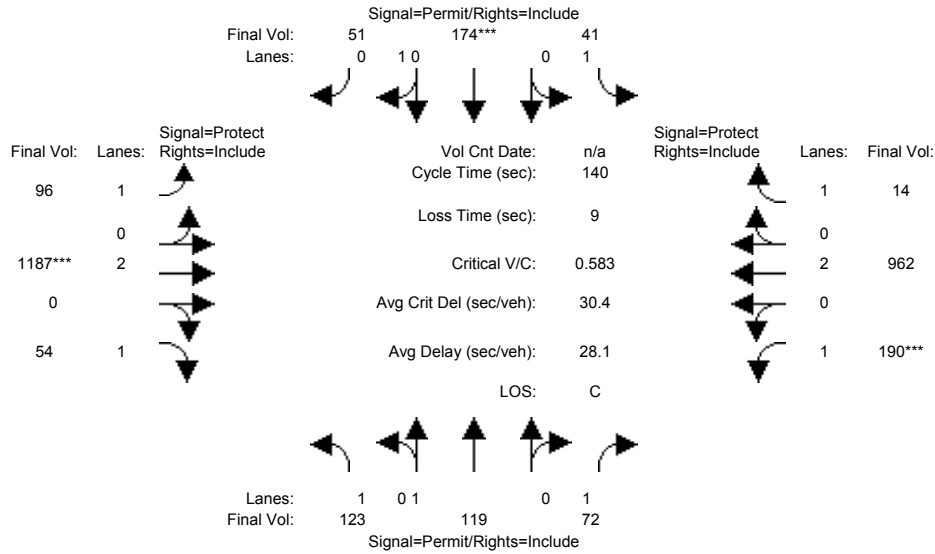 Signal=Permit/Rights=Include
Final Vol: 51 174*** 41
Lanes: 0 1 0 0 1
Signal=Protect Signal=Protect
Final Vol: Lanes: Rights=Include Vol Cnt Date: n/a Rights=Include Lanes: Final Vol:
Cycle Time (sec): 140
96 1 1 14
Loss Time (sec): 9
0 0
1187*** 2 Critical V/C: 0.583 2 962
0 Avg Crit Del (sec/veh): 30.4 0
54 1 Avg Delay (sec/veh): 28.1 1 190***
LOS: C
Lanes: 1 0 1 0 1
Final Vol: 123 119 72
Signal=Permit/Rights=Include